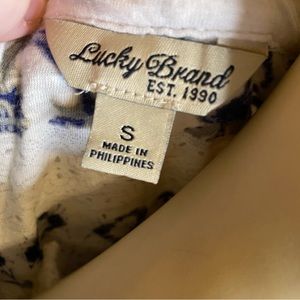 Lucky Brand
EST. 1990
S
MADE IN
PHILIPPINES